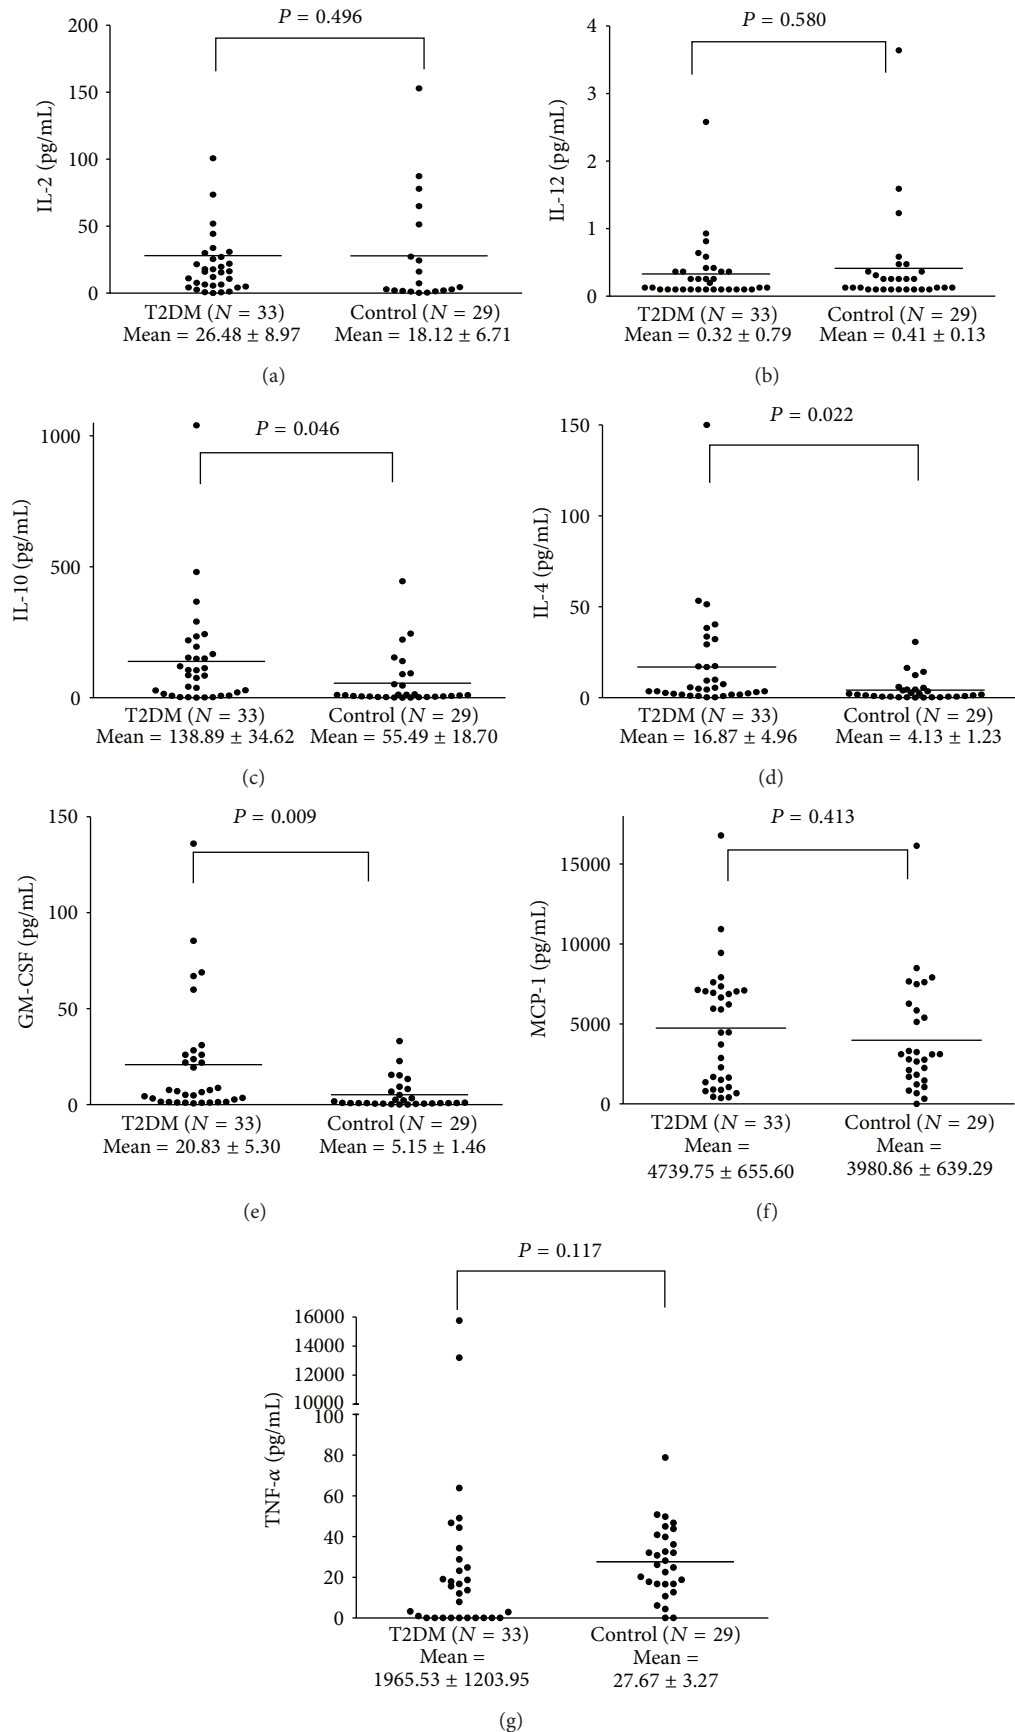 P = 0.496
200
150
100
50
0
IL-2 (pg/mL)
T2DM (N = 33)
Mean = 26.48 ± 8.97
Control (N = 29)
Mean = 18.12 ± 6.71
(a)
P = 0.580
4
3
2
1
0
IL-12 (pg/mL)
T2DM (N = 33)
Mean = 0.32 ± 0.79
Control (N = 29)
Mean = 0.41 ± 0.13
(b)
P = 0.046
1000
500
0
IL-10 (pg/mL)
T2DM (N = 33)
Mean = 138.89 ± 34.62
Control (N = 29)
Mean = 55.49 ± 18.70
(c)
P = 0.022
150
100
50
0
IL-4 (pg/mL)
T2DM (N = 33)
Mean = 16.87 ± 4.96
Control (N = 29)
Mean = 4.13 ± 1.23
(d)
P = 0.009
150
100
50
0
GM-CSF (pg/mL)
T2DM (N = 33)
Mean = 20.83 ± 5.30
Control (N = 29)
Mean = 5.15 ± 1.46
(e)
P = 0.413
15000
10000
5000
0
MCP-1 (pg/mL)
T2DM (N = 33)
Mean =
4739.75 ± 655.60
Control (N = 29)
Mean =
3980.86 ± 639.29
(f)
P = 0.117
16000
14000
12000
10000
100
80
60
40
20
0
TNF-α (pg/mL)
T2DM (N = 33)
Mean =
1965.53 ± 1203.95
Control (N = 29)
Mean =
27.67 ± 3.27
(g)